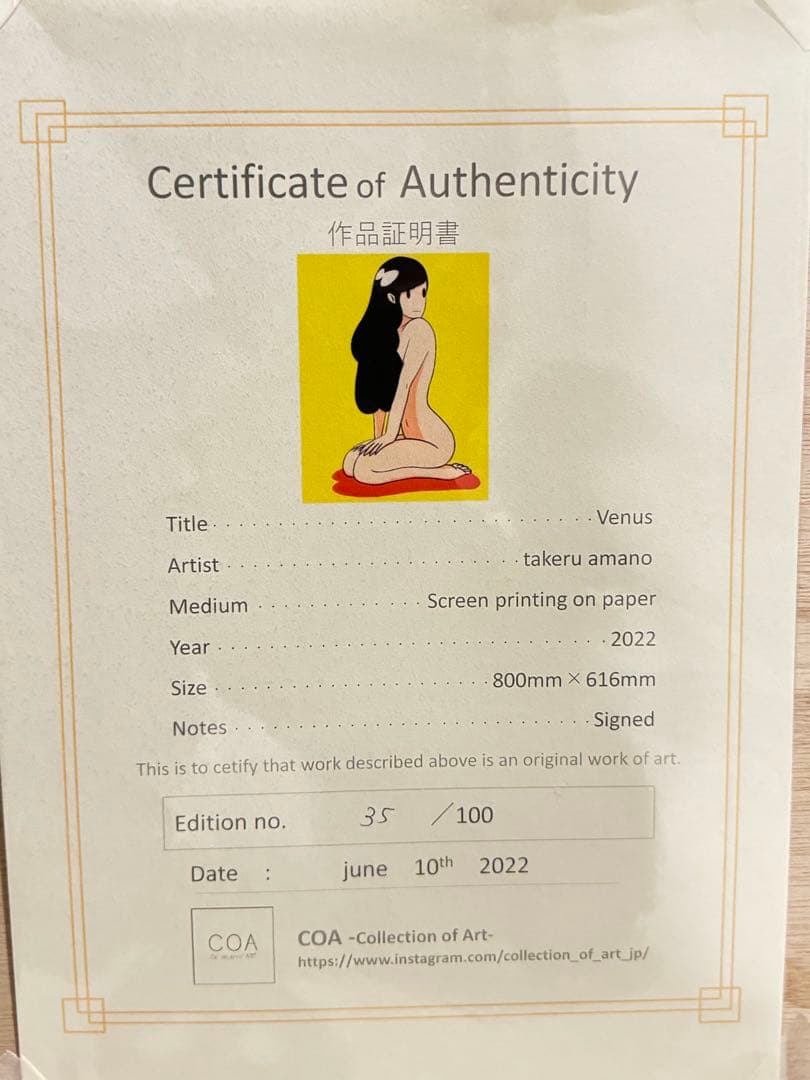 Certificate of Authenticity
作品証明書
Title · · · · · · · · · · · · · · · · · · · · · · · · · · · · · · Venus
Artist · · · · · · · · · · · · · · · · · · · · · · · takeru amano
Medium · · · · · · · · · · · · · Screen printing on paper
Year · · · · · · · · · · · · · · · · · · · · · · · · · · · · · · · 2022
Size · · · · · · · · · · · · · · · · · · · · · · 800mm×616mm
Notes · · · · · · · · · · · · · · · · · · · · · · · · · · · · Signed
This is to cetify that work described above is an original work of art.
Edition no. 35 ／100
Date : june 10th 2022
COA
COA -Collection of Art-
https://www.instagram.com/collection_of_art_jp/